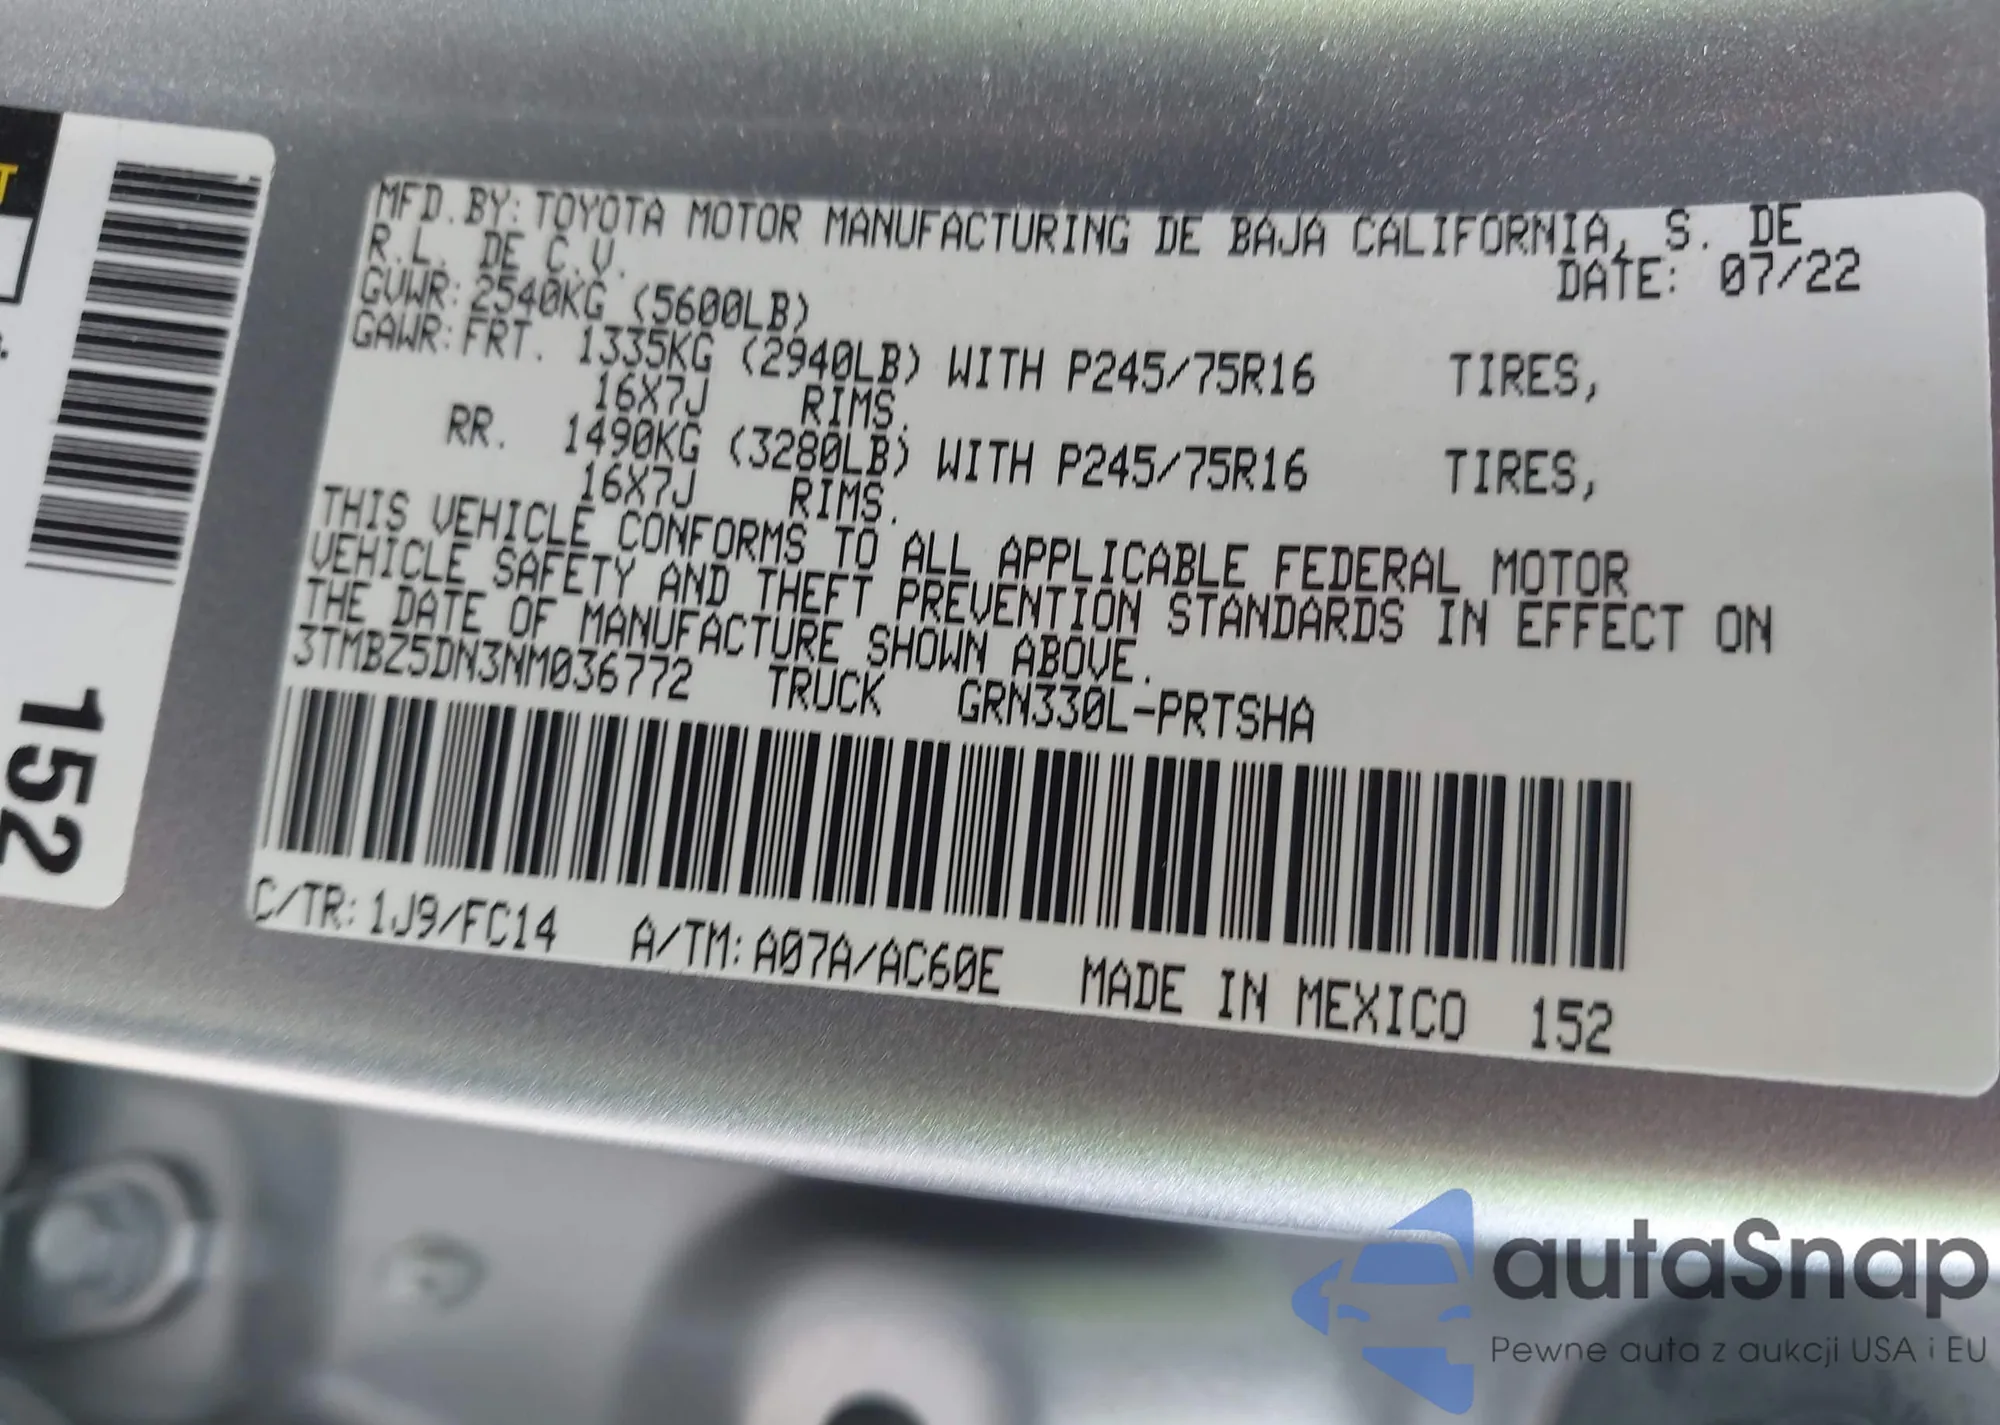 MFD.BY: TOYOTA MOTOR MANUFACTURING DE BAJA CALIFORNIA, S. DE
R.L. DE C.V.
DATE: 07/22
GVWR: 2540KG (5600LB)
GAWR: FRT. 1335KG (2940LB) WITH P245/75R16 TIRES,
16X7J RIMS.
RR. 1490KG (3280LB) WITH P245/75R16 TIRES,
16X7J RIMS.
THIS VEHICLE CONFORMS TO ALL APPLICABLE FEDERAL MOTOR
VEHICLE SAFETY AND THEFT PREVENTION STANDARDS IN EFFECT ON
THE DATE OF MANUFACTURE SHOWN ABOVE.
3TMBZ5DN3NM036772 TRUCK GRN330L-PRTSHA
C/TR: 1J9/FC14 A/TM: A07A/AC60E MADE IN MEXICO 152
152
autaSnap
Pewne auta z aukcji USA i EU